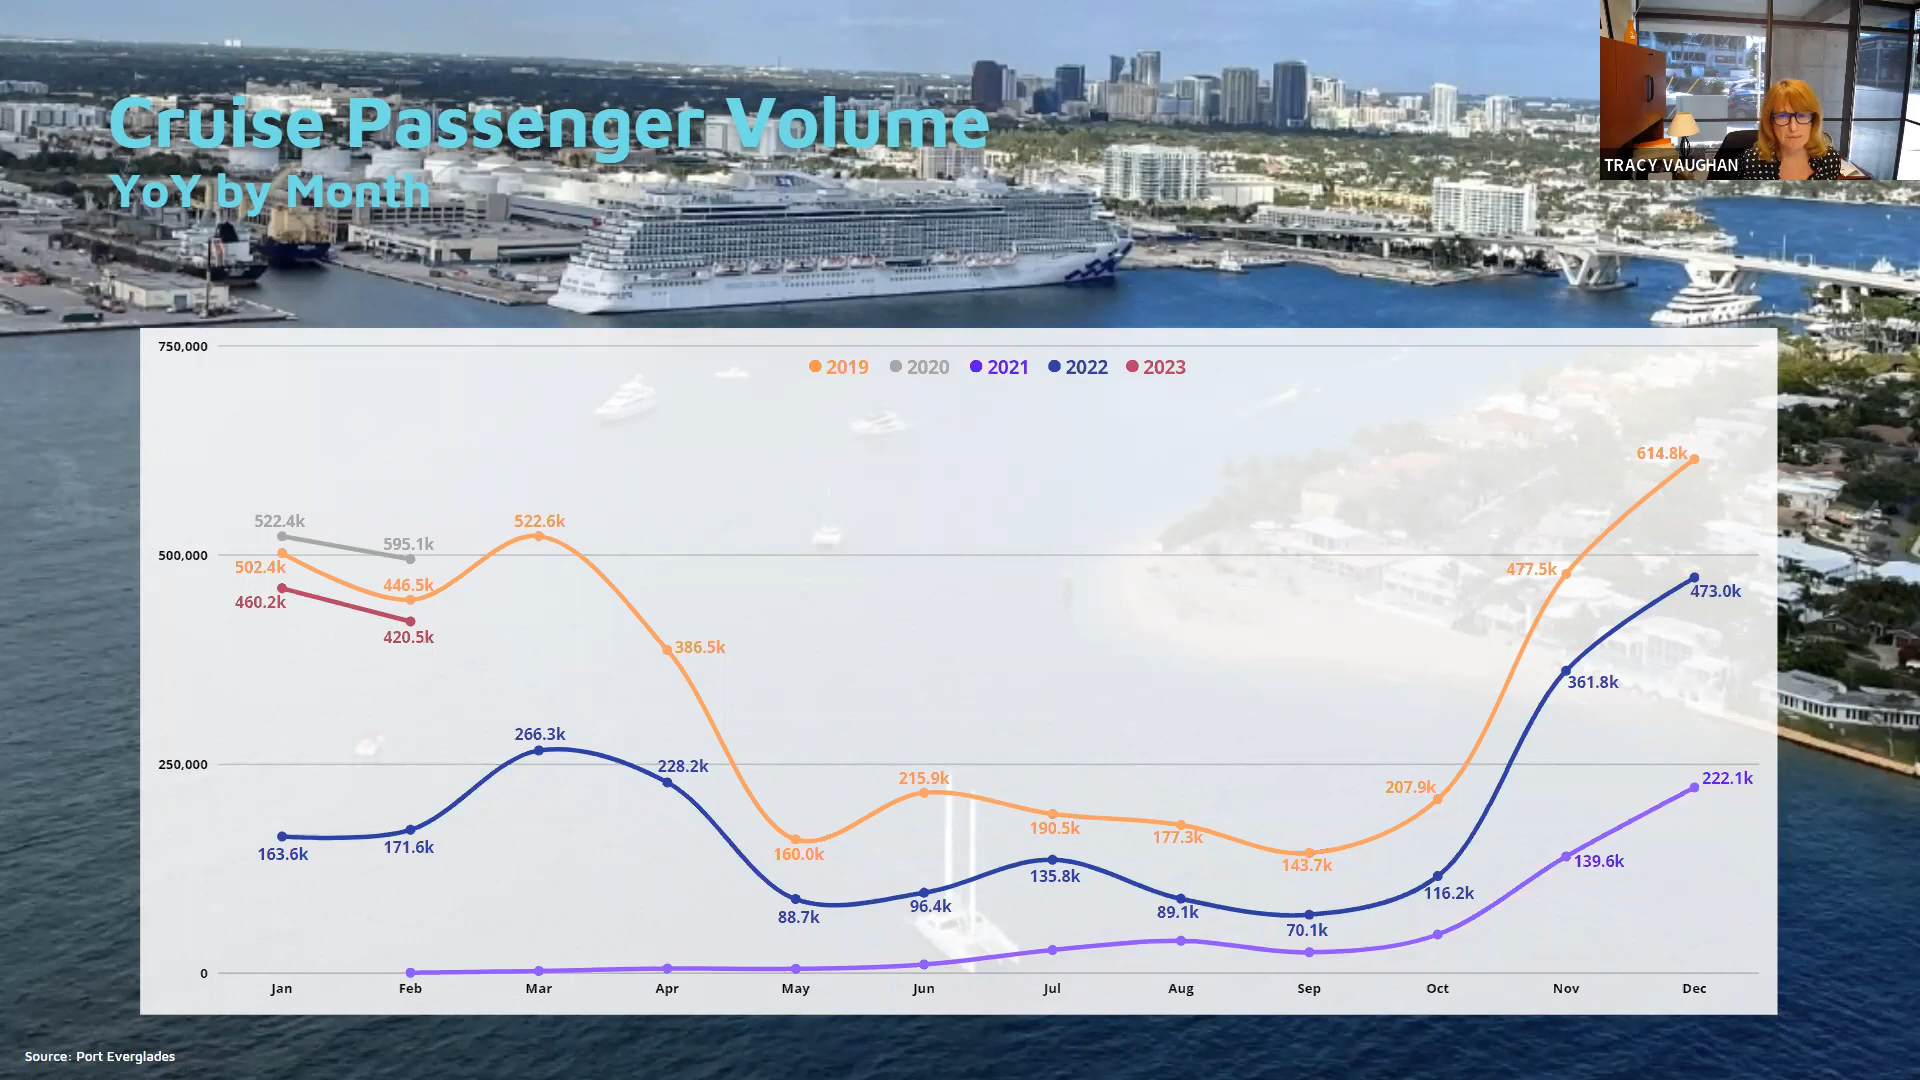 Cruise Passenger Volume
YoY by Month
TRACY VAUGHAN
750,000
2019 2020 2021 2022 2023
614.8k
522.4k
595.1k
522.6k
500,000
502.4k
446.5k
477.5k
460.2k
420.5k
473.0k
386.5k
361.8k
266.3k
228.2k
250,000
215.9k
207.9k
222.1k
190.5k
177.3k
163.6k
171.6k
160.0k
143.7k
139.6k
135.8k
116.2k
88.7k
96.4k
89.1k
70.1k
0
Jan Feb Mar Apr May Jun Jul Aug Sep Oct Nov Dec
Source: Port Everglades